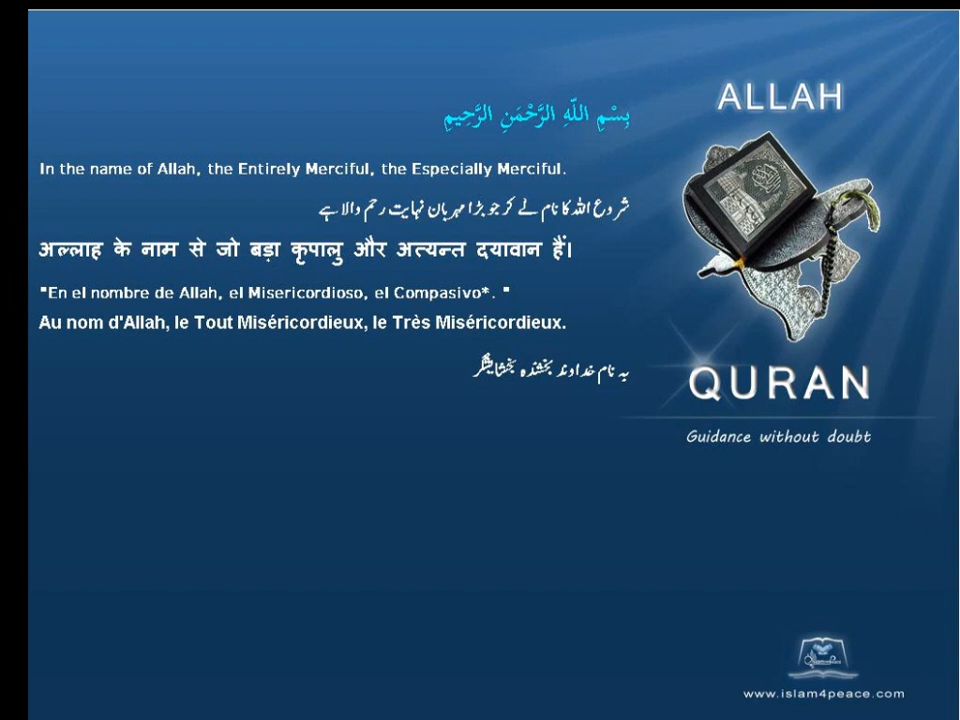 بِسْمِ اللَّهِ الرَّحْمَنِ الرَّحِيمِ
In the name of Allah, the Entirely Merciful, the Especially Merciful.
شروع اللہ کا نام لے کر جو بڑا مہربان نہایت رحم والا ہے
अल्लाह के नाम से जो बड़ा कृपालु और अत्यन्त दयावान हैं।
"En el nombre de Allah, el Misericordioso, el Compasivo*. "
Au nom d'Allah, le Tout Miséricordieux, le Très Miséricordieux.
به نام خداوند بخشنده بخشایشگر
ALLAH
QURAN
Guidance without doubt
www.islam4peace.com